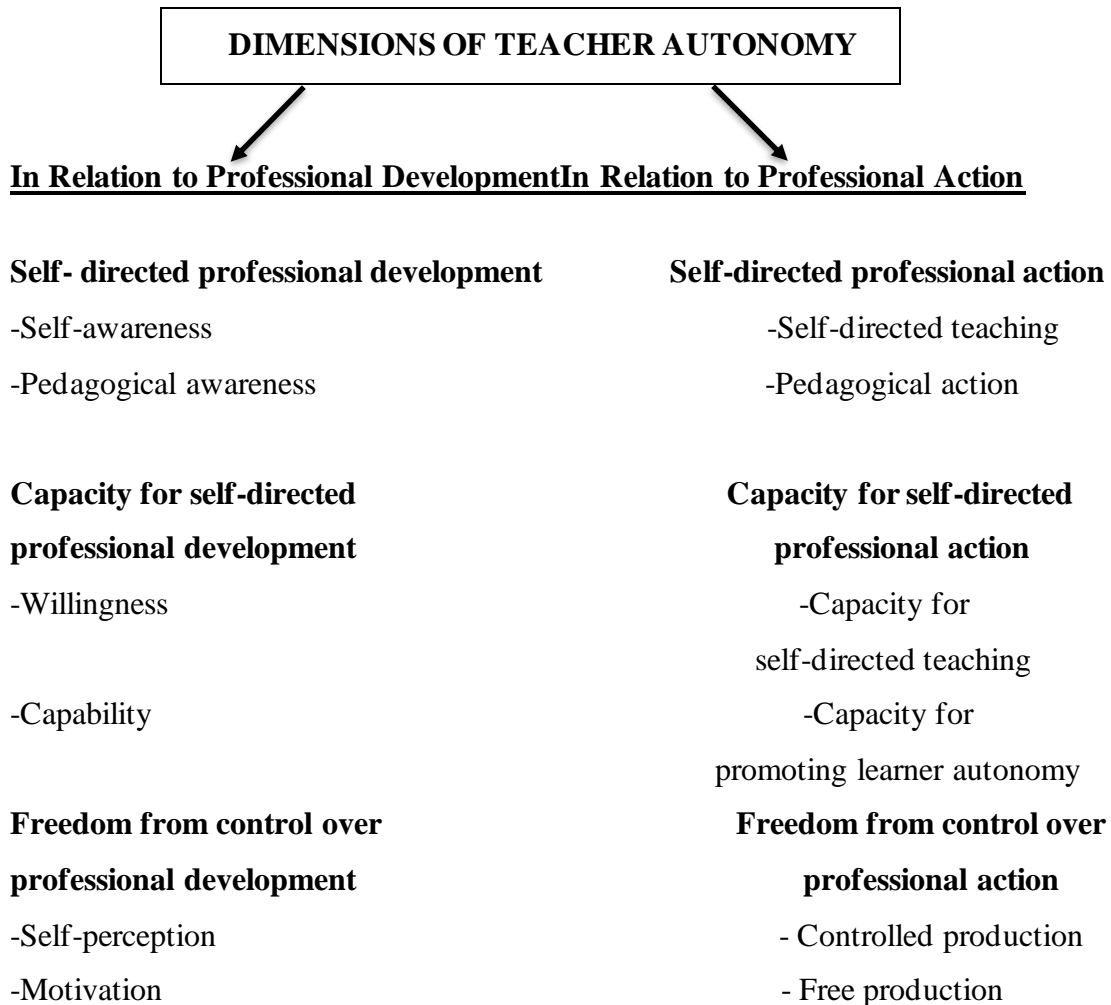 DIMENSIONS OF TEACHER AUTONOMY
In Relation to Professional DevelopmentIn Relation to Professional Action
Self- directed professional development Self-directed professional action
-Self-awareness -Self-directed teaching
-Pedagogical awareness -Pedagogical action
Capacity for self-directed Capacity for self-directed
professional development professional action
-Willingness -Capacity for
self-directed teaching
-Capability -Capacity for
promoting learner autonomy
Freedom from control over Freedom from control over
professional development professional action
-Self-perception - Controlled production
-Motivation - Free production